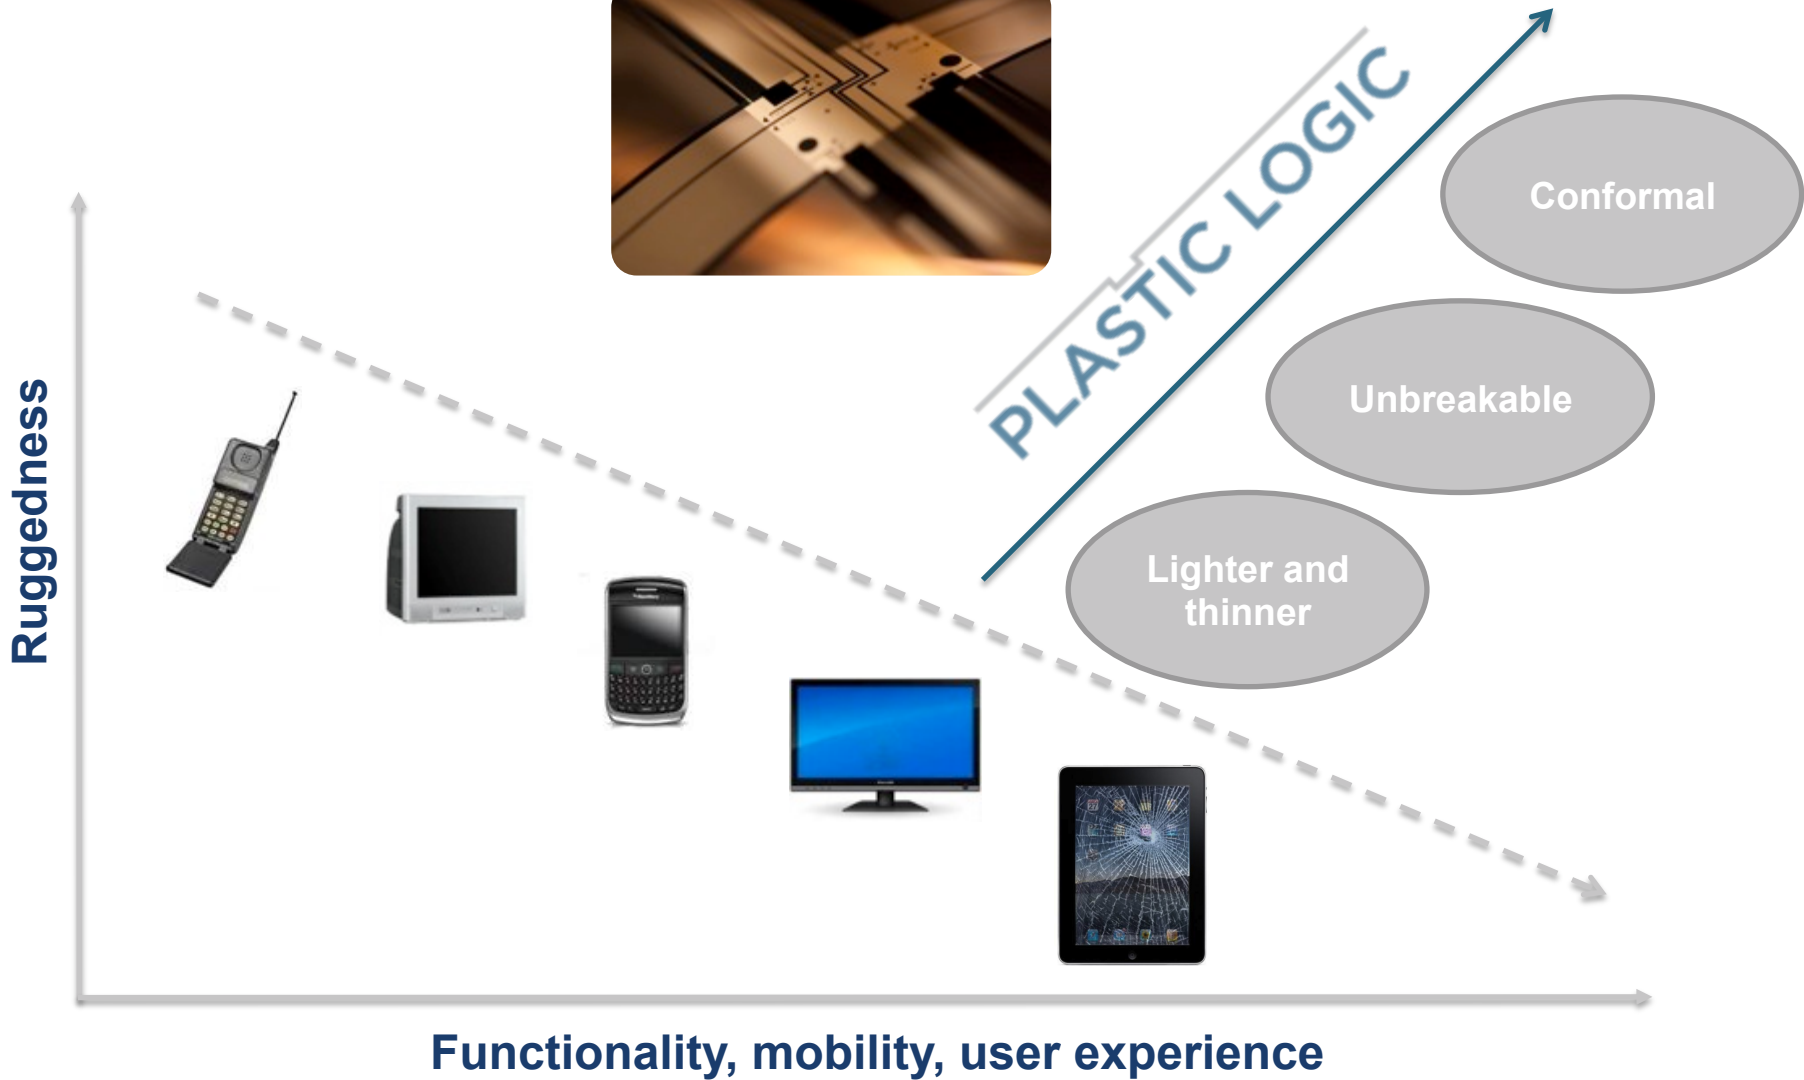 PLASTIC LOGIC
Conformal
Unbreakable
Lighter and
thinner
Ruggedness
Functionality, mobility, user experience